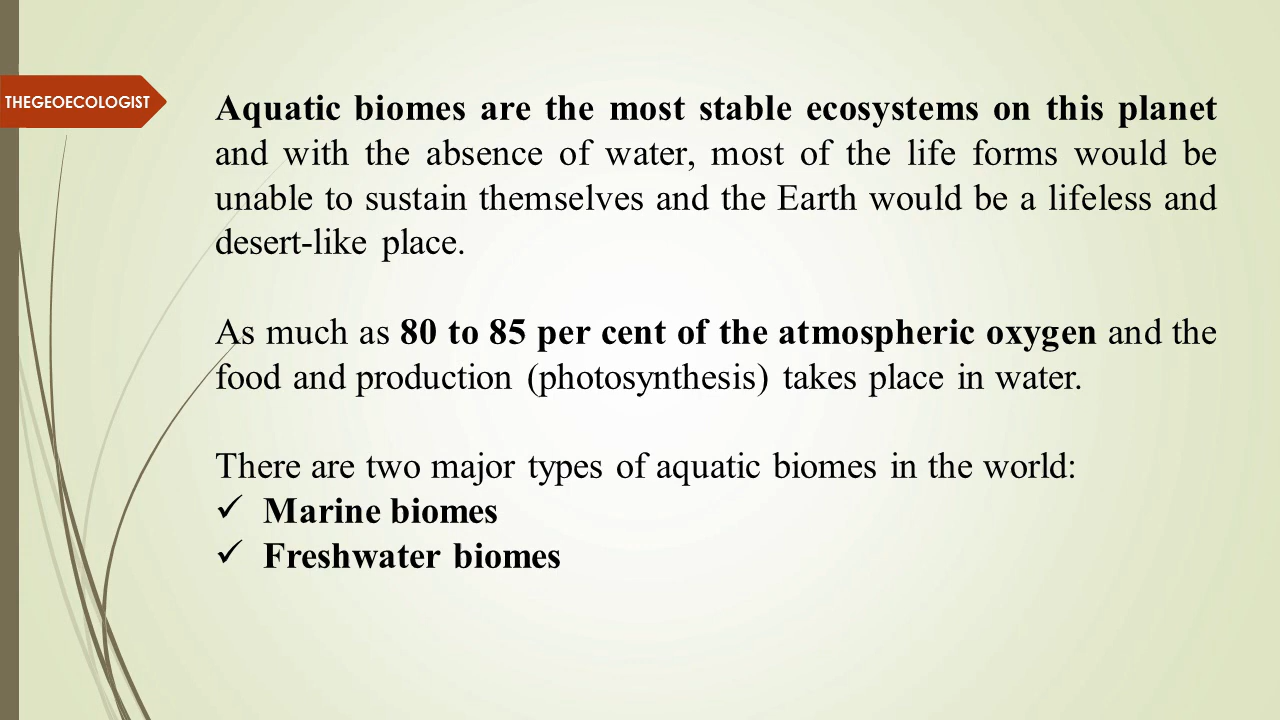 THEGEOECOLOGIST
Aquatic biomes are the most stable ecosystems on this planet
and with the absence of water, most of the life forms would be
unable to sustain themselves and the Earth would be a lifeless and
desert-like place.
As much as 80 to 85 per cent of the atmospheric oxygen and the
food and production (photosynthesis) takes place in water.
There are two major types of aquatic biomes in the world:
✓ Marine biomes
✓ Freshwater biomes